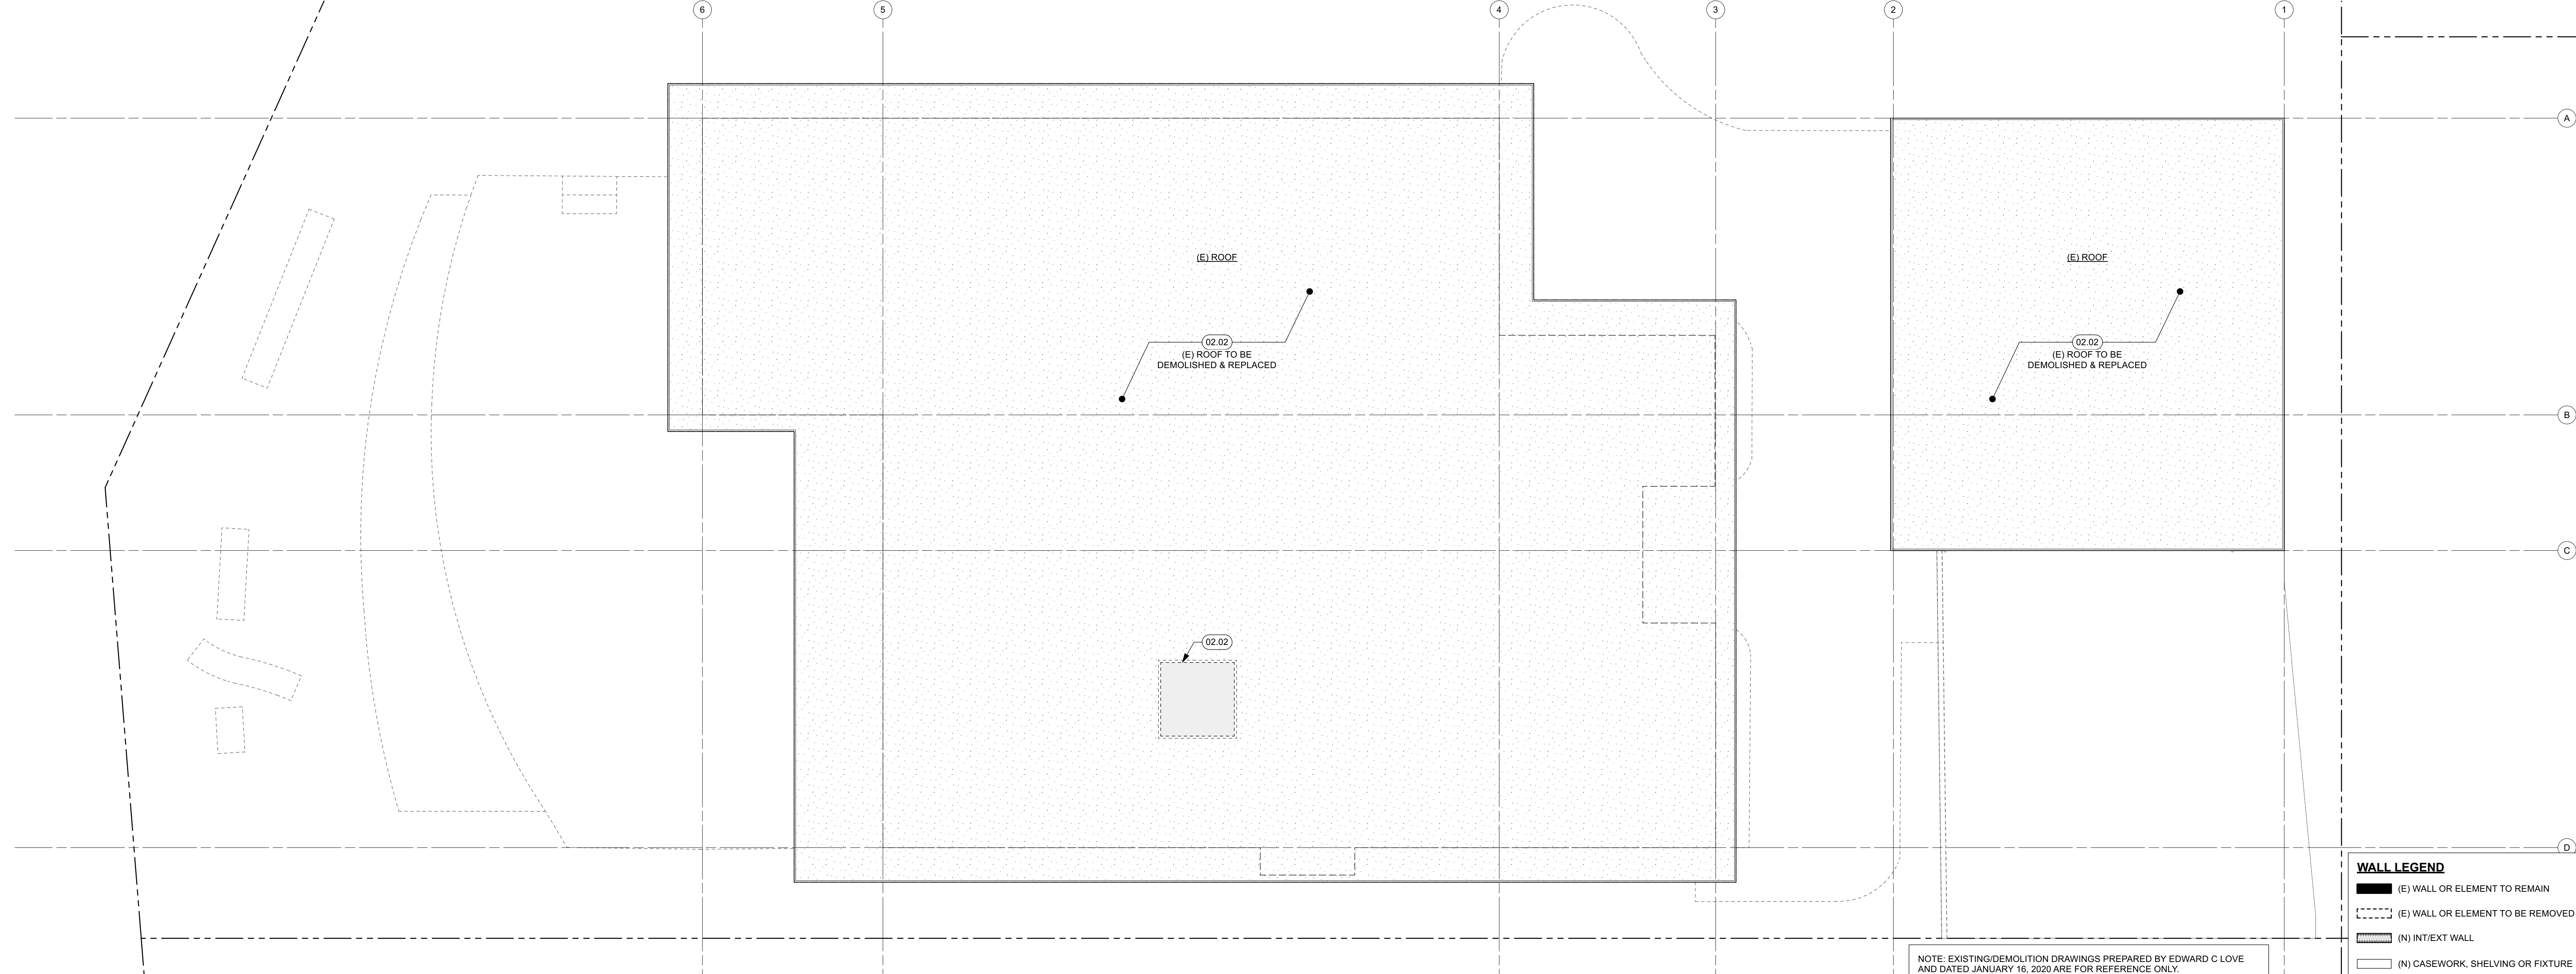 6
5
4
3
2
1
A
(E) ROOF
(E) ROOF
02.02
(E) ROOF TO BE
DEMOLISHED & REPLACED
02.02
(E) ROOF TO BE
DEMOLISHED & REPLACED
B
C
02.02
D
WALL LEGEND
(E) WALL OR ELEMENT TO REMAIN
(E) WALL OR ELEMENT TO BE REMOVED
(N) INT/EXT WALL
(N) CASEWORK, SHELVING OR FIXTURE
NOTE: EXISTING/DEMOLITION DRAWINGS PREPARED BY EDWARD C LOVE
AND DATED JANUARY 16, 2020 ARE FOR REFERENCE ONLY.